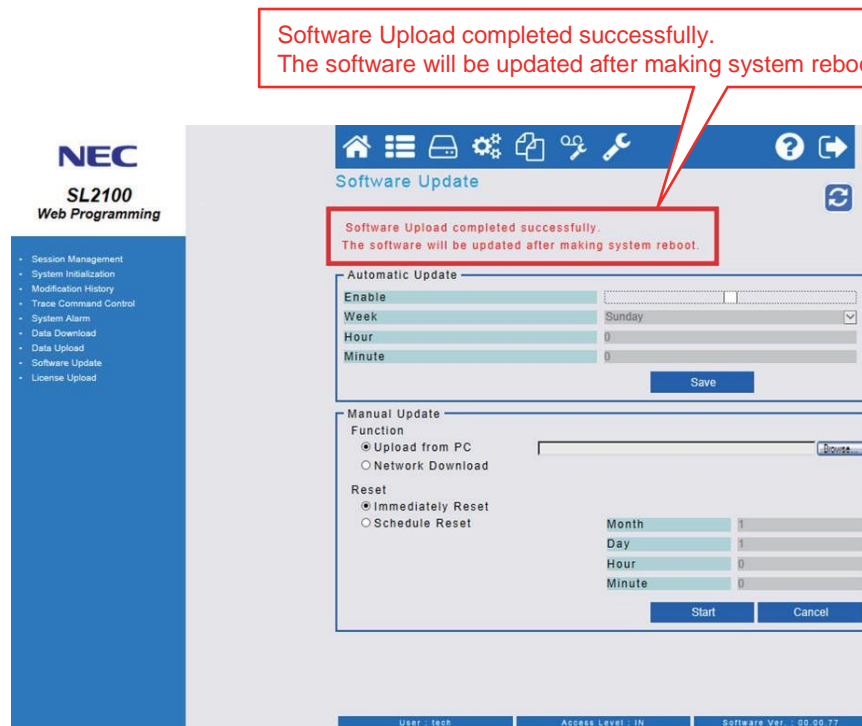 Software Upload completed successfully.
The software will be updated after making system reboo
NEC
SL2100
Web Programming
Session Management
System Initialization
Modification History
Trace Command Control
System Alarm
Data Download
Data Upload
Software Update
License Upload
Software Update
Software Upload completed successfully.
The software will be updated after making system reboot.
Automatic Update
Enable
Week Sunday
Hour 0
Minute 0
Save
Manual Update
Function
Upload from PC Browse...
Network Download
Reset
Immediately Reset
Schedule Reset Month 1
Day 1
Hour 0
Minute 0
Start Cancel
User : tech Access Level : IN Software Ver. : 00.00.77